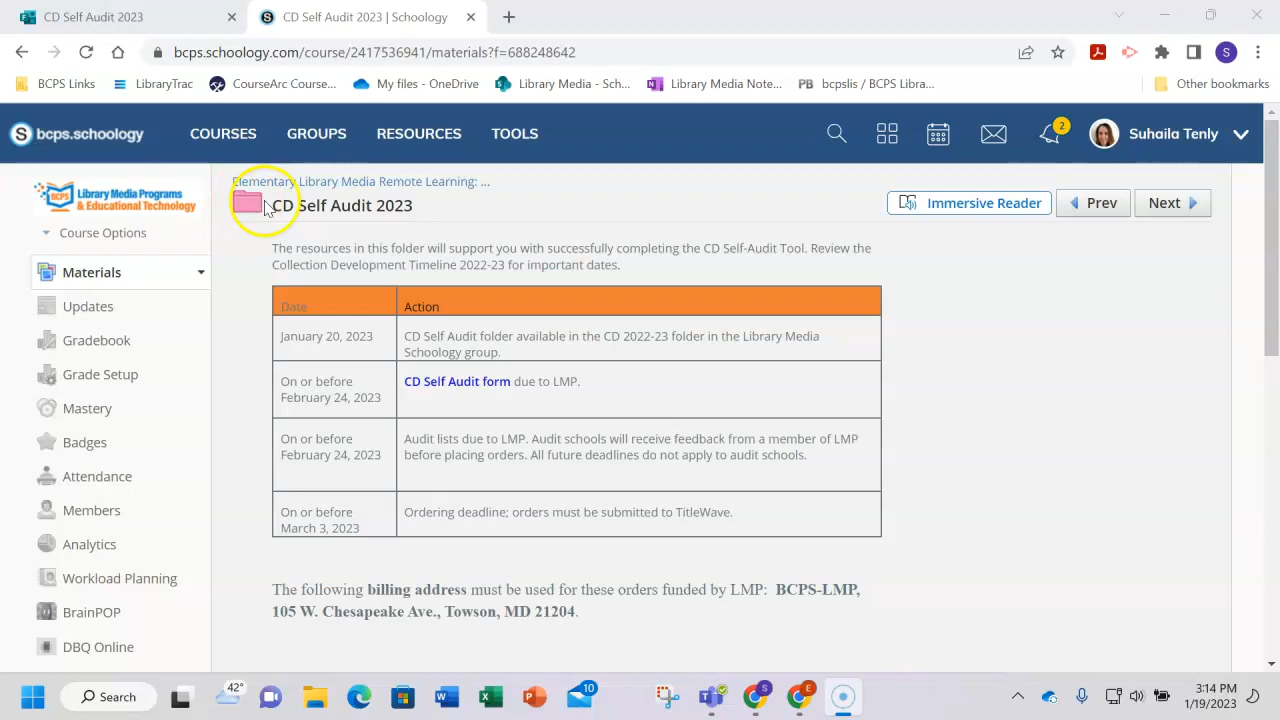 CD Self Audit 2023
CD Self Audit 2023 | Schoology
bcps.schoology.com/course/2417536941/materials?f=688248642
S
BCPS Links
LibraryTrac
CourseArc Course...
My files - OneDrive
Library Media - Sch...
Library Media Note...
PB bcpslis / BCPS Libra...
Other bookmarks
S bcps.schoology
COURSES
GROUPS
RESOURCES
TOOLS
2
Suhaila Tenly
BCPS Library Media Programs
& Educational Technology
Course Options
Materials
Updates
Gradebook
Grade Setup
Mastery
Badges
Attendance
Members
Analytics
Workload Planning
BrainPOP
DBQ Online
Elementary Library Media Remote Learning: ...
CD Self Audit 2023
Immersive Reader
Prev
Next
The resources in this folder will support you with successfully completing the CD Self-Audit Tool. Review the
Collection Development Timeline 2022-23 for important dates.
Date
Action
January 20, 2023
CD Self Audit folder available in the CD 2022-23 folder in the Library Media
Schoology group.
On or before
February 24, 2023
CD Self Audit form due to LMP.
On or before
February 24, 2023
Audit lists due to LMP. Audit schools will receive feedback from a member of LMP
before placing orders. All future deadlines do not apply to audit schools.
On or before
March 3, 2023
Ordering deadline; orders must be submitted to TitleWave.
The following billing address must be used for these orders funded by LMP: BCPS-LMP,
105 W. Chesapeake Ave., Towson, MD 21204.
Search
42°
10
S
E
3:14 PM
1/19/2023